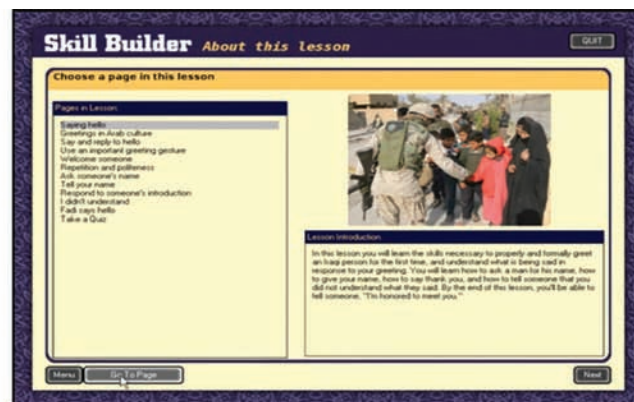 Skill Builder About this lesson
QUIT
Choose a page in this lesson
Pages in Lesson
Saying hello
Greetings in Arab culture
Say and reply to hello
Use an important greeting gesture
Welcome someone
Repetition and politeness
Ask someone's name
Tell your name
Respond to someone's introduction
I didn't understand
Fadi says hello
Take a Quiz
Lesson Introduction
In this lesson you will learn the skills necessary to properly and formally greet
an Iraqi person for the first time, and understand what is being said in
response to your greeting. You will learn how to ask a man for his name, how
to give your name, how to say thank you, and how to tell someone that you
did not understand what they said. By the end of this lesson, you'll be able to
tell someone, "I'm honored to meet you."
Menu
Go To Page
Next